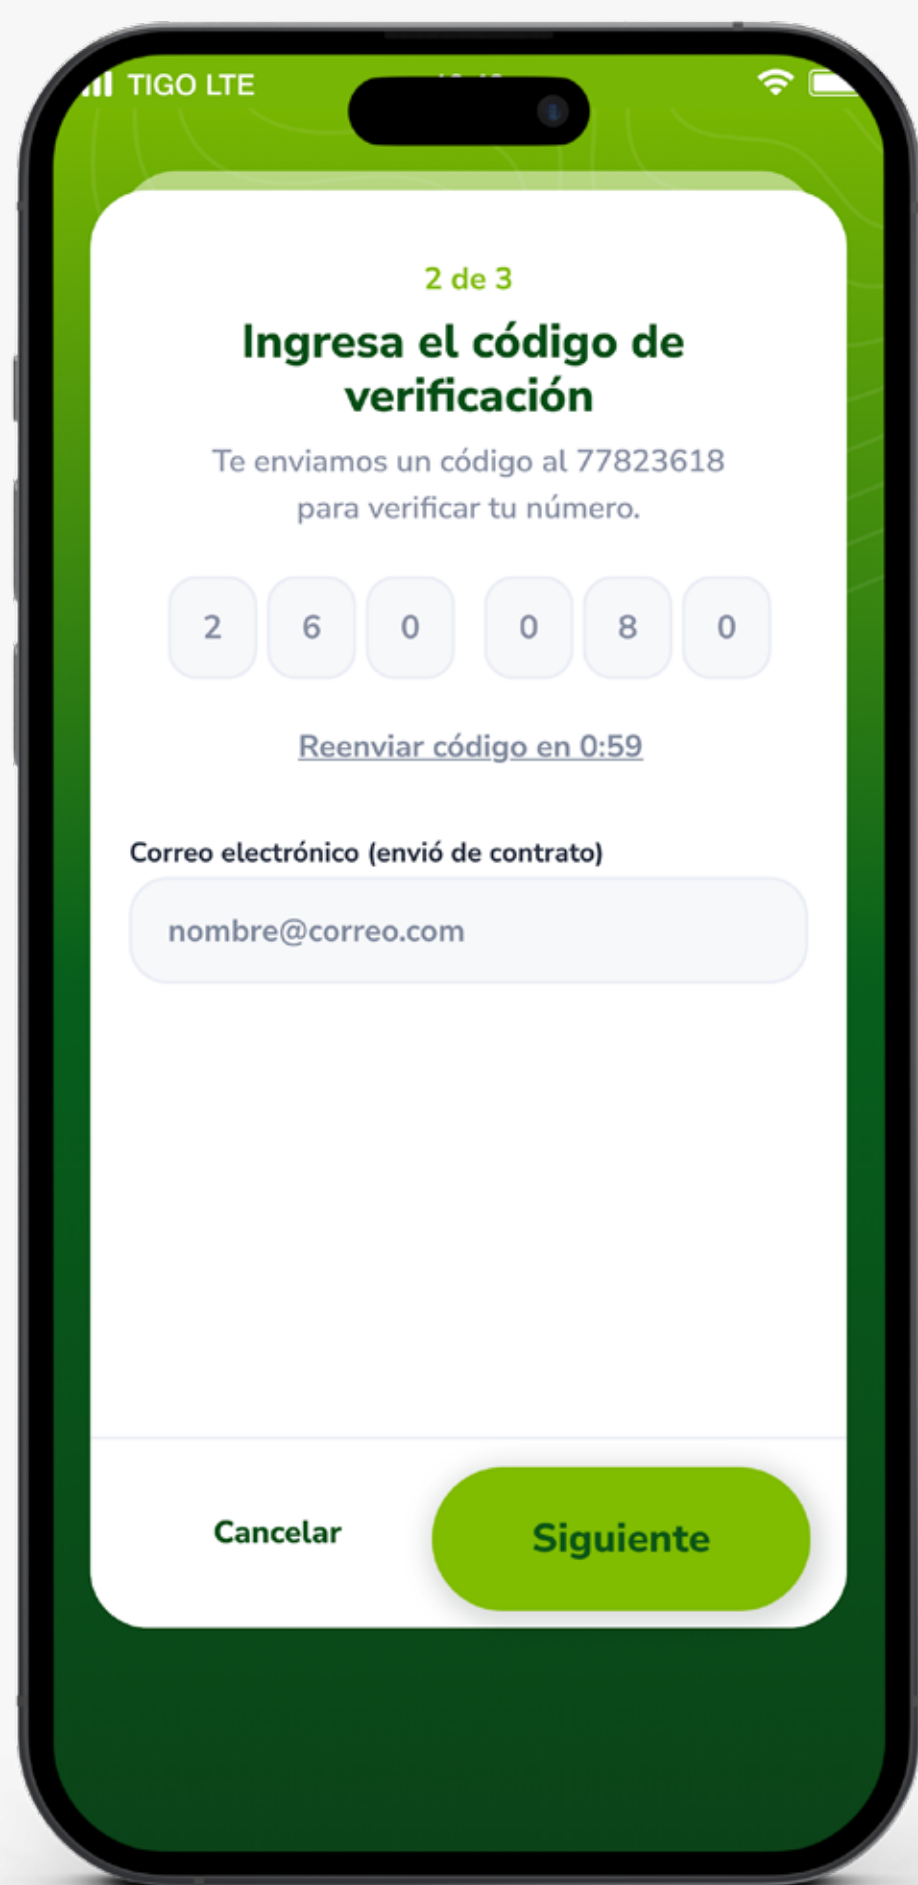 TIGO LTE
2 de 3
Ingresa el código de
verificación
Te enviamos un código al 77823618
para verificar tu número.
2 6 0 0 8 0
Reenviar código en 0:59
Correo electrónico (envió de contrato)
nombre@correo.com
Cancelar Siguiente